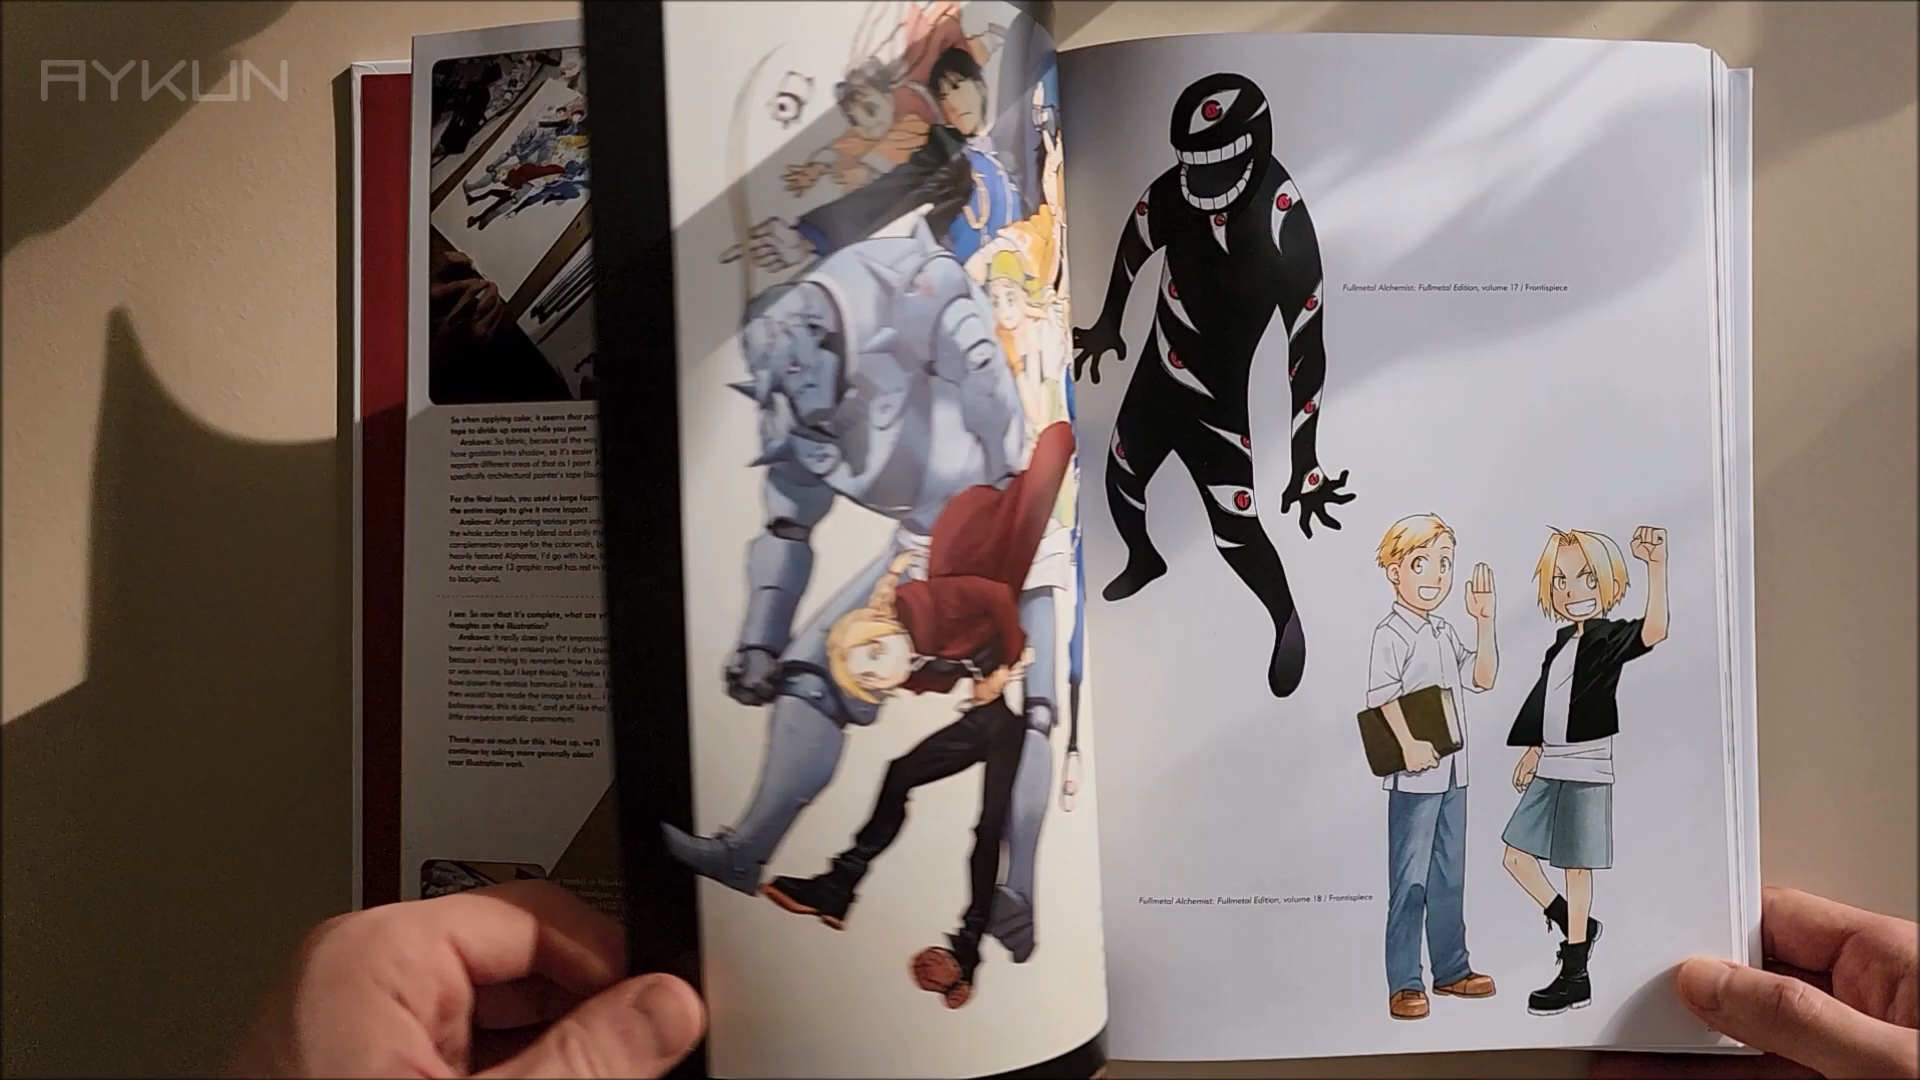 AYKUN
So when applying color, it seems that
tape to divide up areas while you paint.
Arakawa: So fabric, because of the way
have gradation into shadow, so it's easier
separate different areas of that as I paint.
specifically architectural painter's tape
For the final touch, you used a large foam
the entire image to give it more impact.
Arakawa: After painting various parts
the whole surface to help blend and unify
complementary orange for the color wash,
heavily featured Alphonse, I'd go with blue,
And the volume 13 graphic novel has red in
to background.
I see. So now that it's complete, what are
thoughts on the illustration?
Arakawa: It really does give the impression
been a while! We've missed you!" I don't
because I was trying to remember how to
or was nervous, but I kept thinking, "Maybe I
have drawn the various homunculi in here...
they would have made the image so dark...
balance-wise, this is okay," and stuff like that,
little one-person artistic postmortem.
Thank you so much for this. Next up, we'll
continue by asking more generally about
your illustration work.
Fullmetal Alchemist: Fullmetal Edition, volume 17 / Frontispiece
Fullmetal Alchemist: Fullmetal Edition, volume 18 / Frontispiece